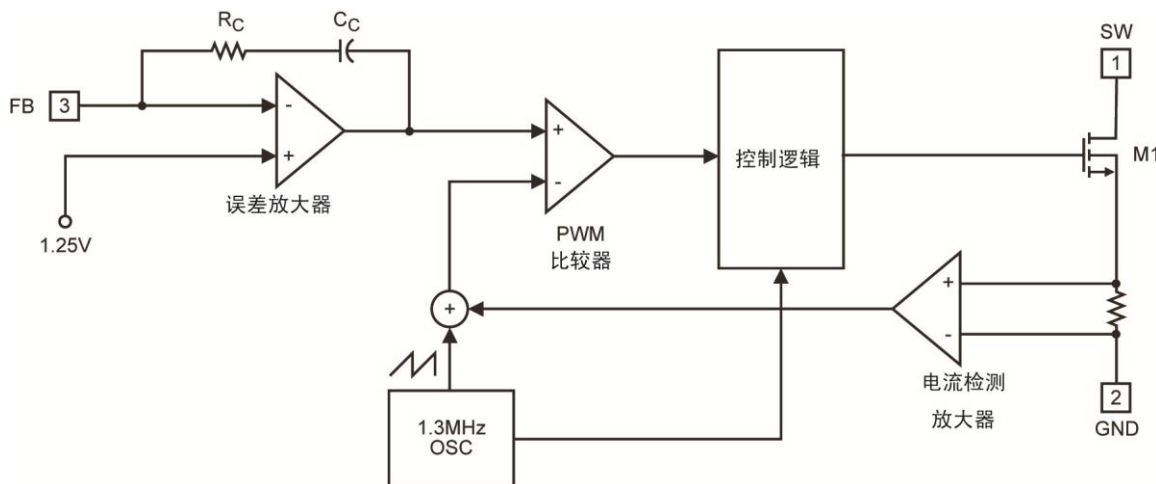 RC
CC
SW
1
FB
3
-
+
误差放大器
1.25V
+
-
PWM
比较器
控制逻辑
M1
+
+
-
电流检测
放大器
1.3MHz
OSC
2
GND